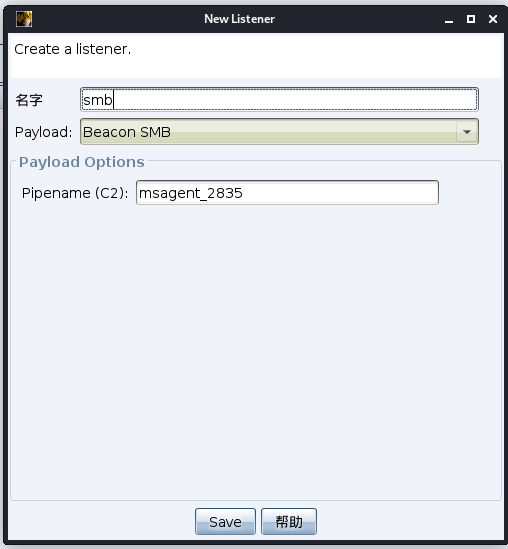 New Listener
Create a listener.
名字 smb
Payload: Beacon SMB
Payload Options
Pipename (C2): msagent_2835
Save 帮助